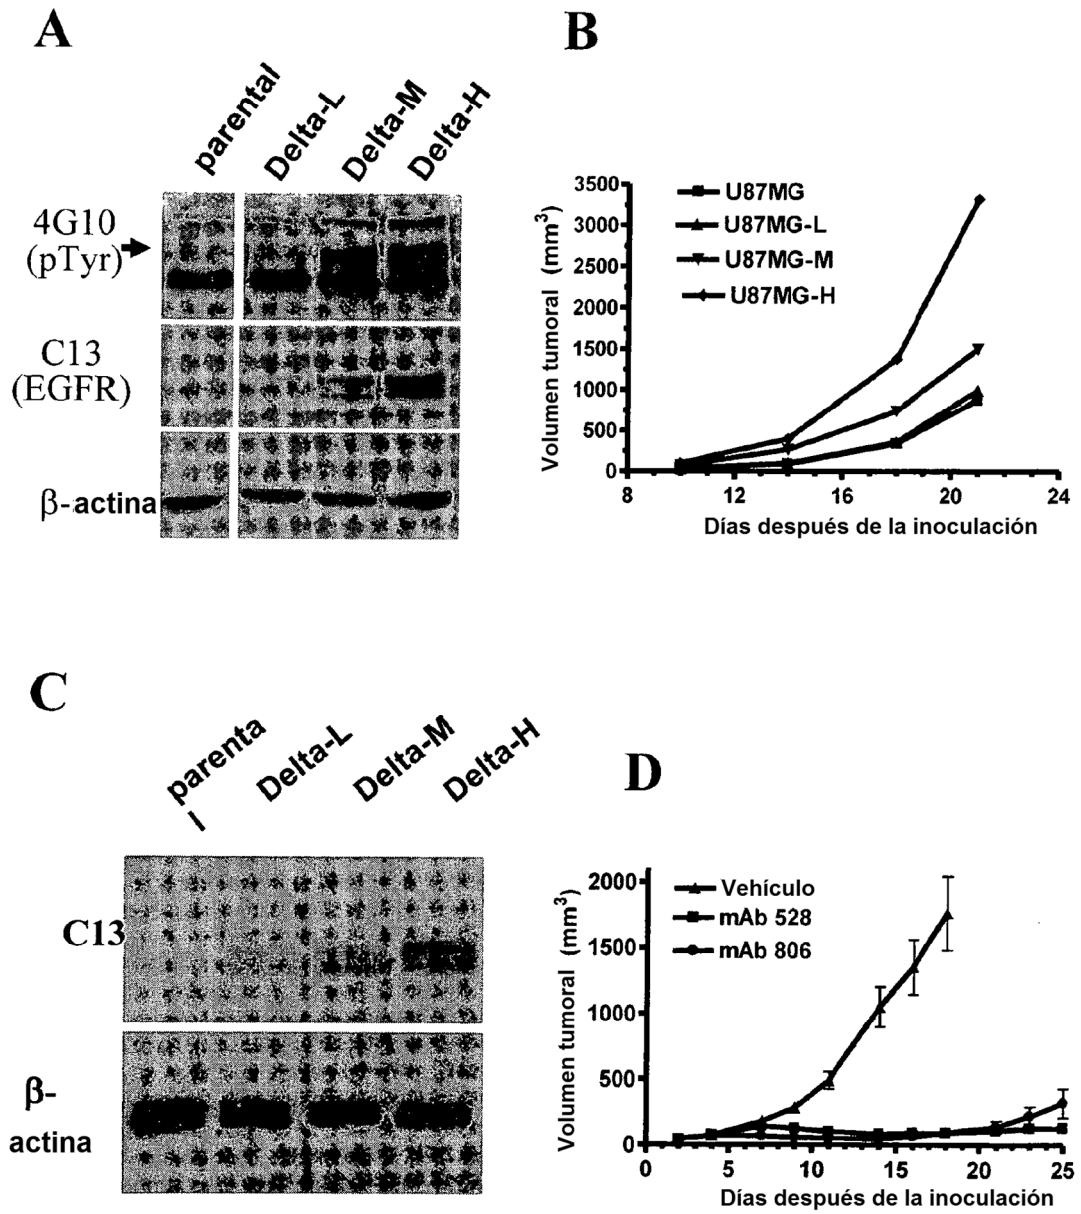 A
parental
Delta-L
Delta-M
Delta-H
4G10
(pTyr)
C13
(EGFR)
β-actina
B
3500
3000
2500
2000
1500
1000
500
0
Volumen tumoral (mm³)
U87MG
U87MG-L
U87MG-M
U87MG-H
8
12
16
20
24
Días después de la inoculación
C
parenta
l
Delta-L
Delta-M
Delta-H
C13
β-
actina
D
2000
1500
1000
500
0
Volumen tumoral (mm³)
Vehículo
mAb 528
mAb 806
0
5
10
15
20
25
Días después de la inoculación